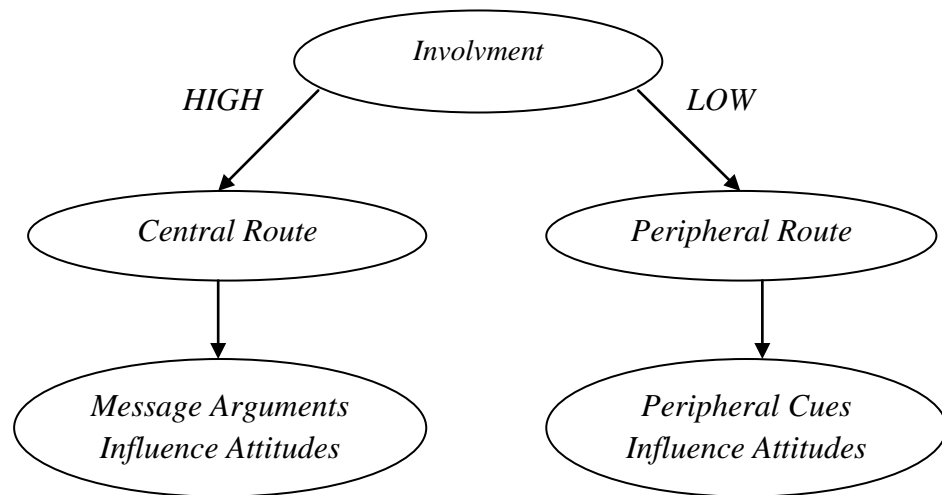 Involvment
HIGH
LOW
Central Route
Peripheral Route
Message Arguments
Influence Attitudes
Peripheral Cues
Influence Attitudes